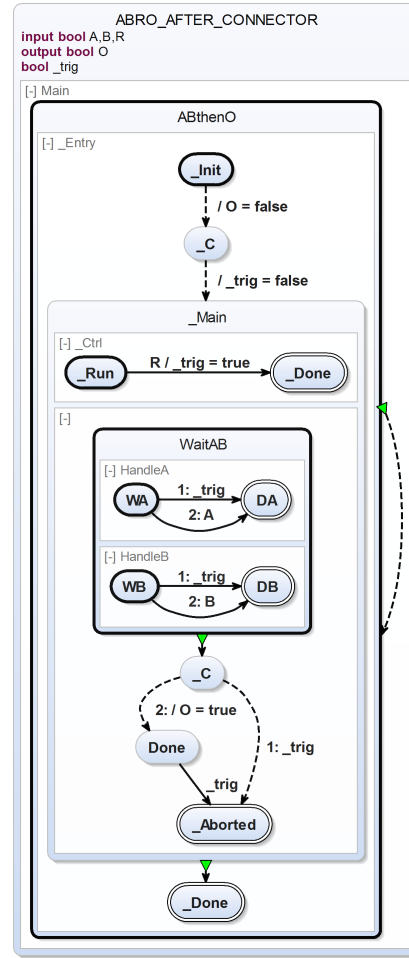 ABRO_AFTER_CONNECTOR
input bool A,B,R
output bool O
bool _trig
[-] Main
ABthenO
[-] _Entry
_Init
/ O = false
_C
/ _trig = false
_Main
[-] _Ctrl
_Run
R / _trig = true
_Done
[-]
WaitAB
[-] HandleA
WA
1: _trig
2: A
DA
[-] HandleB
WB
1: _trig
2: B
DB
_C
2: / O = true
1: _trig
Done
_trig
_Aborted
_Done